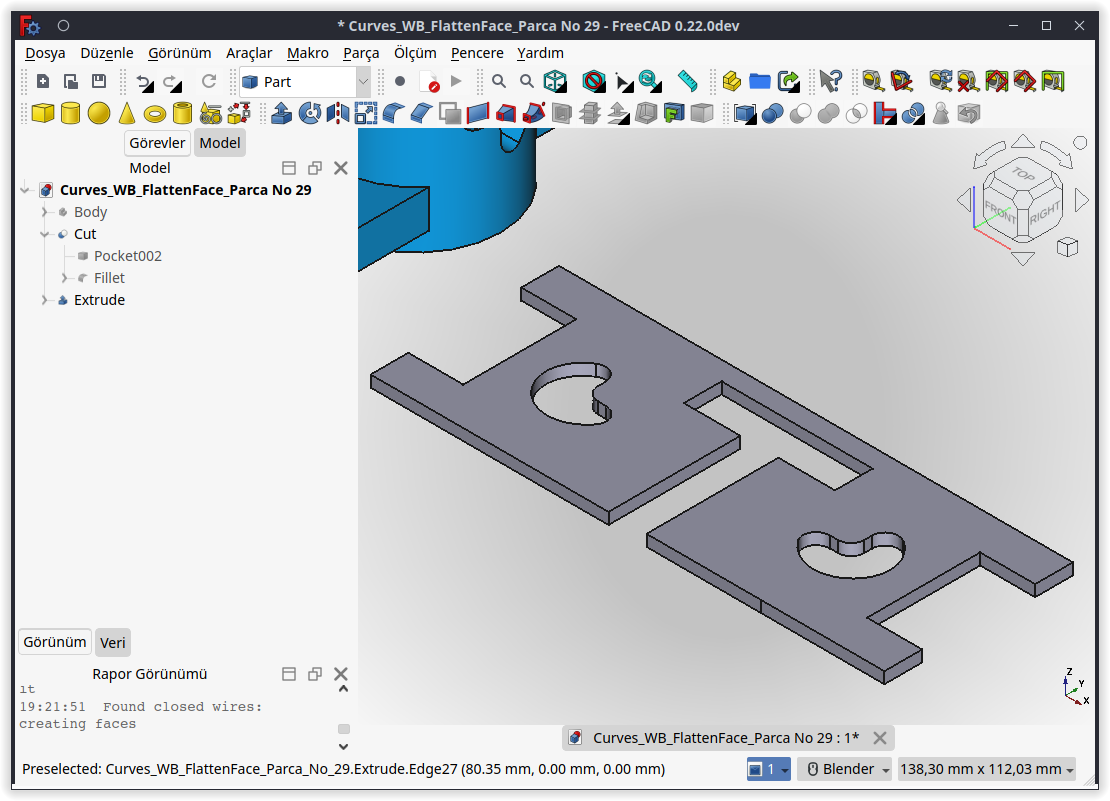 * Curves_WB_FlattenFace_Parca No 29 - FreeCAD 0.22.0dev
Dosya Düzenle Görünüm Araçlar Makro Parça Ölçüm Pencere Yardım
Part
Görevler Model
Model
Curves_WB_FlattenFace_Parca No 29
Body
Cut
Pocket002
Fillet
Extrude
TOP
FRONT RIGHT
Görünüm Veri
Rapor Görünümü
it
19:21:51 Found closed wires:
creating faces
Z
Y
X
Curves_WB_FlattenFace_Parca No 29 : 1*
Preselected: Curves_WB_FlattenFace_Parca_No_29.Extrude.Edge27 (80.35 mm, 0.00 mm, 0.00 mm) 1 Blender 138,30 mm x 112,03 mm